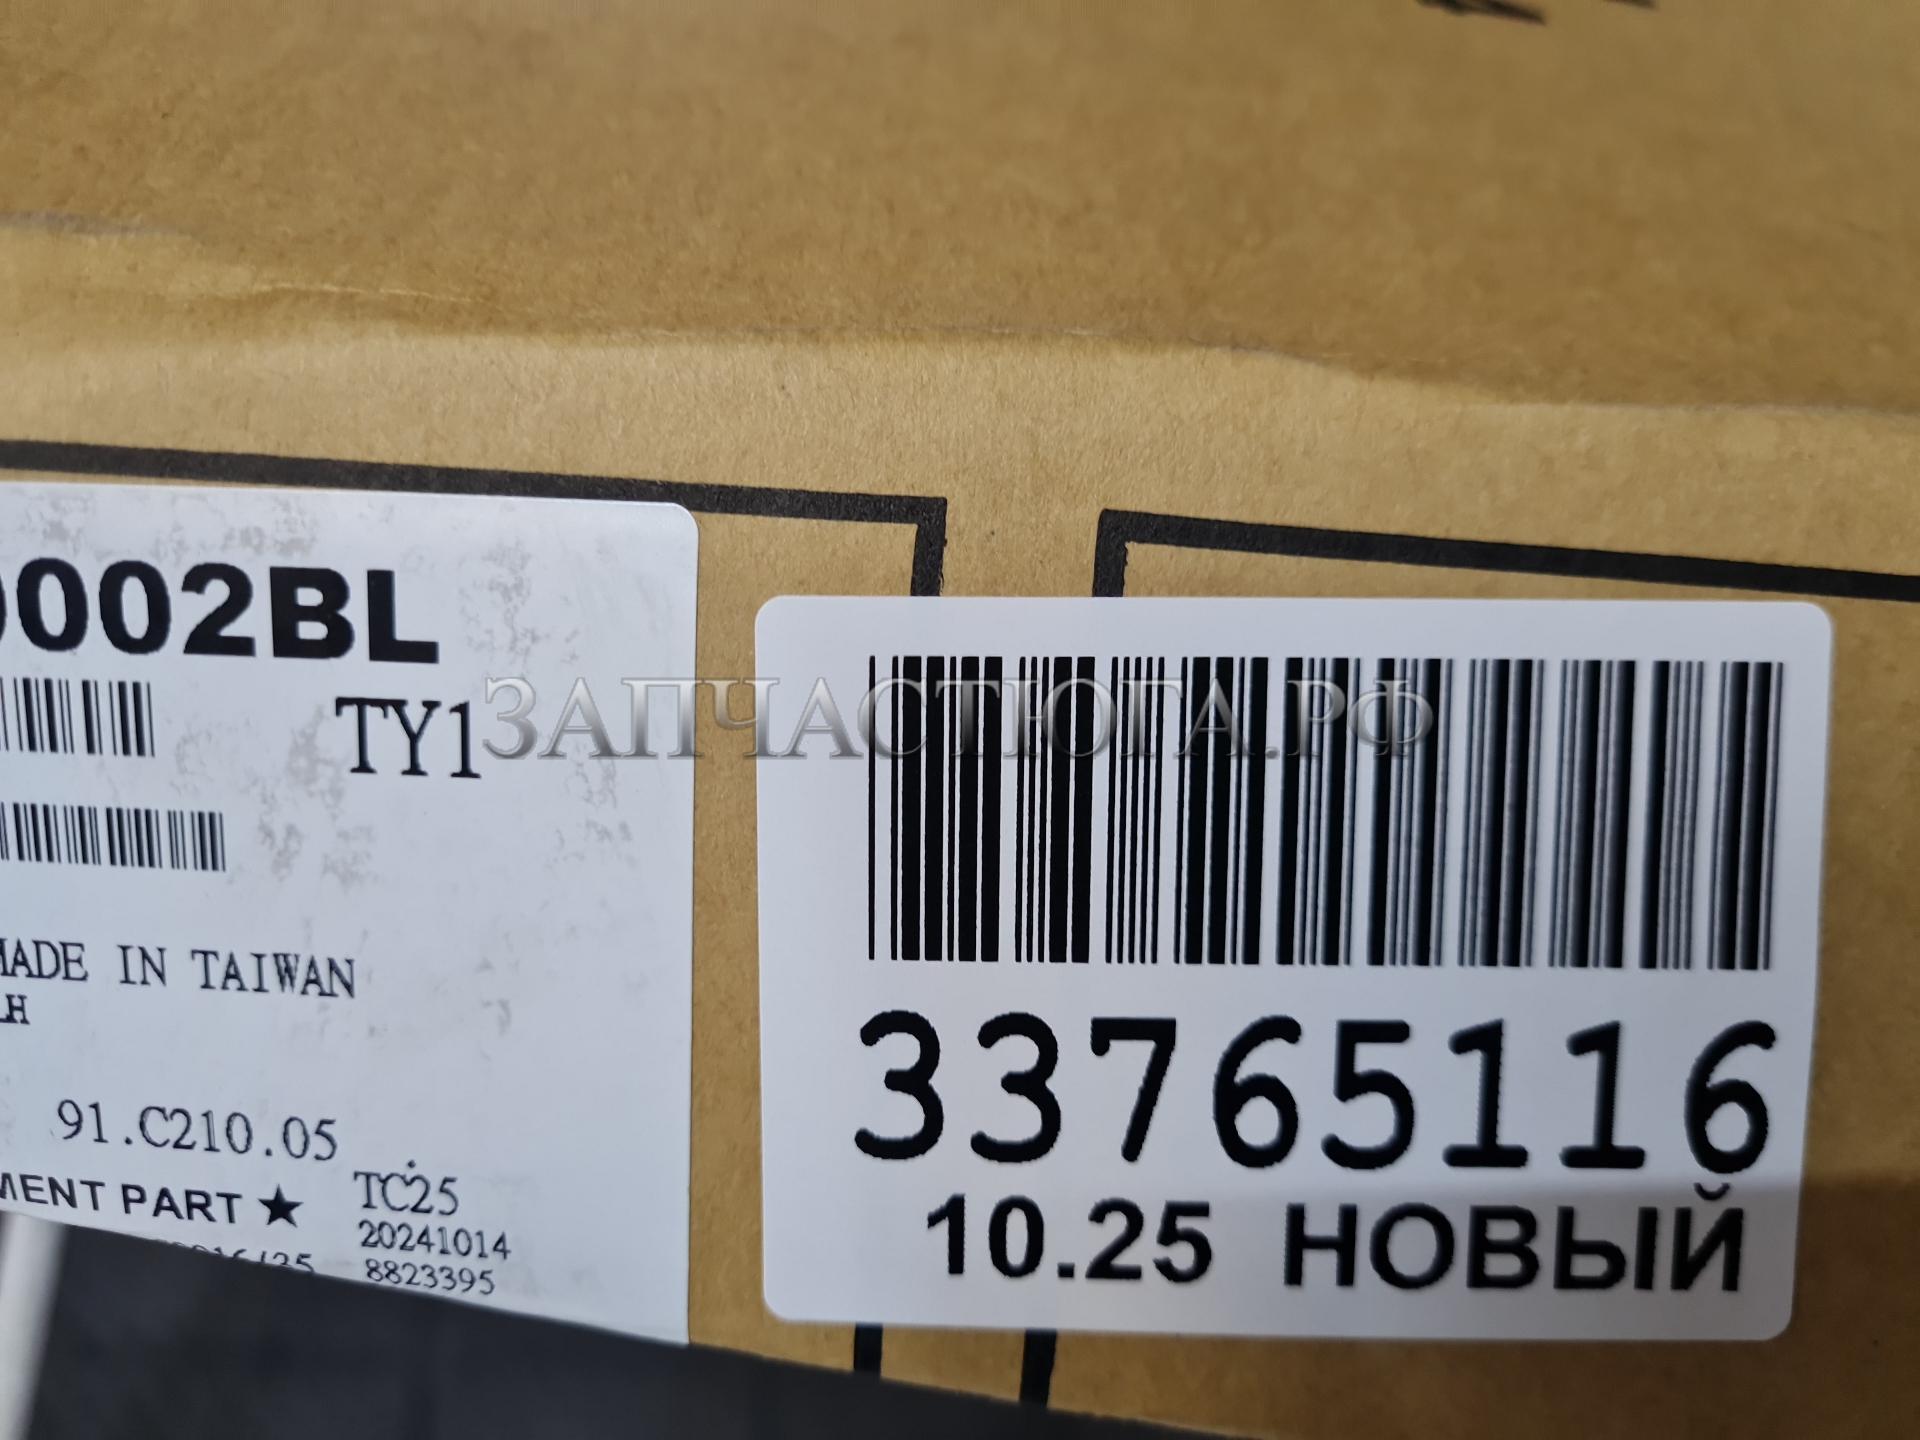 0002BL
TY1
ЗАПЧАСТЮГА.РФ
MADE IN TAIWAN
LH
91.C210.05
MENT PART ★
TC25
20241014
8823395
33765116
10.25 НОВЫЙ